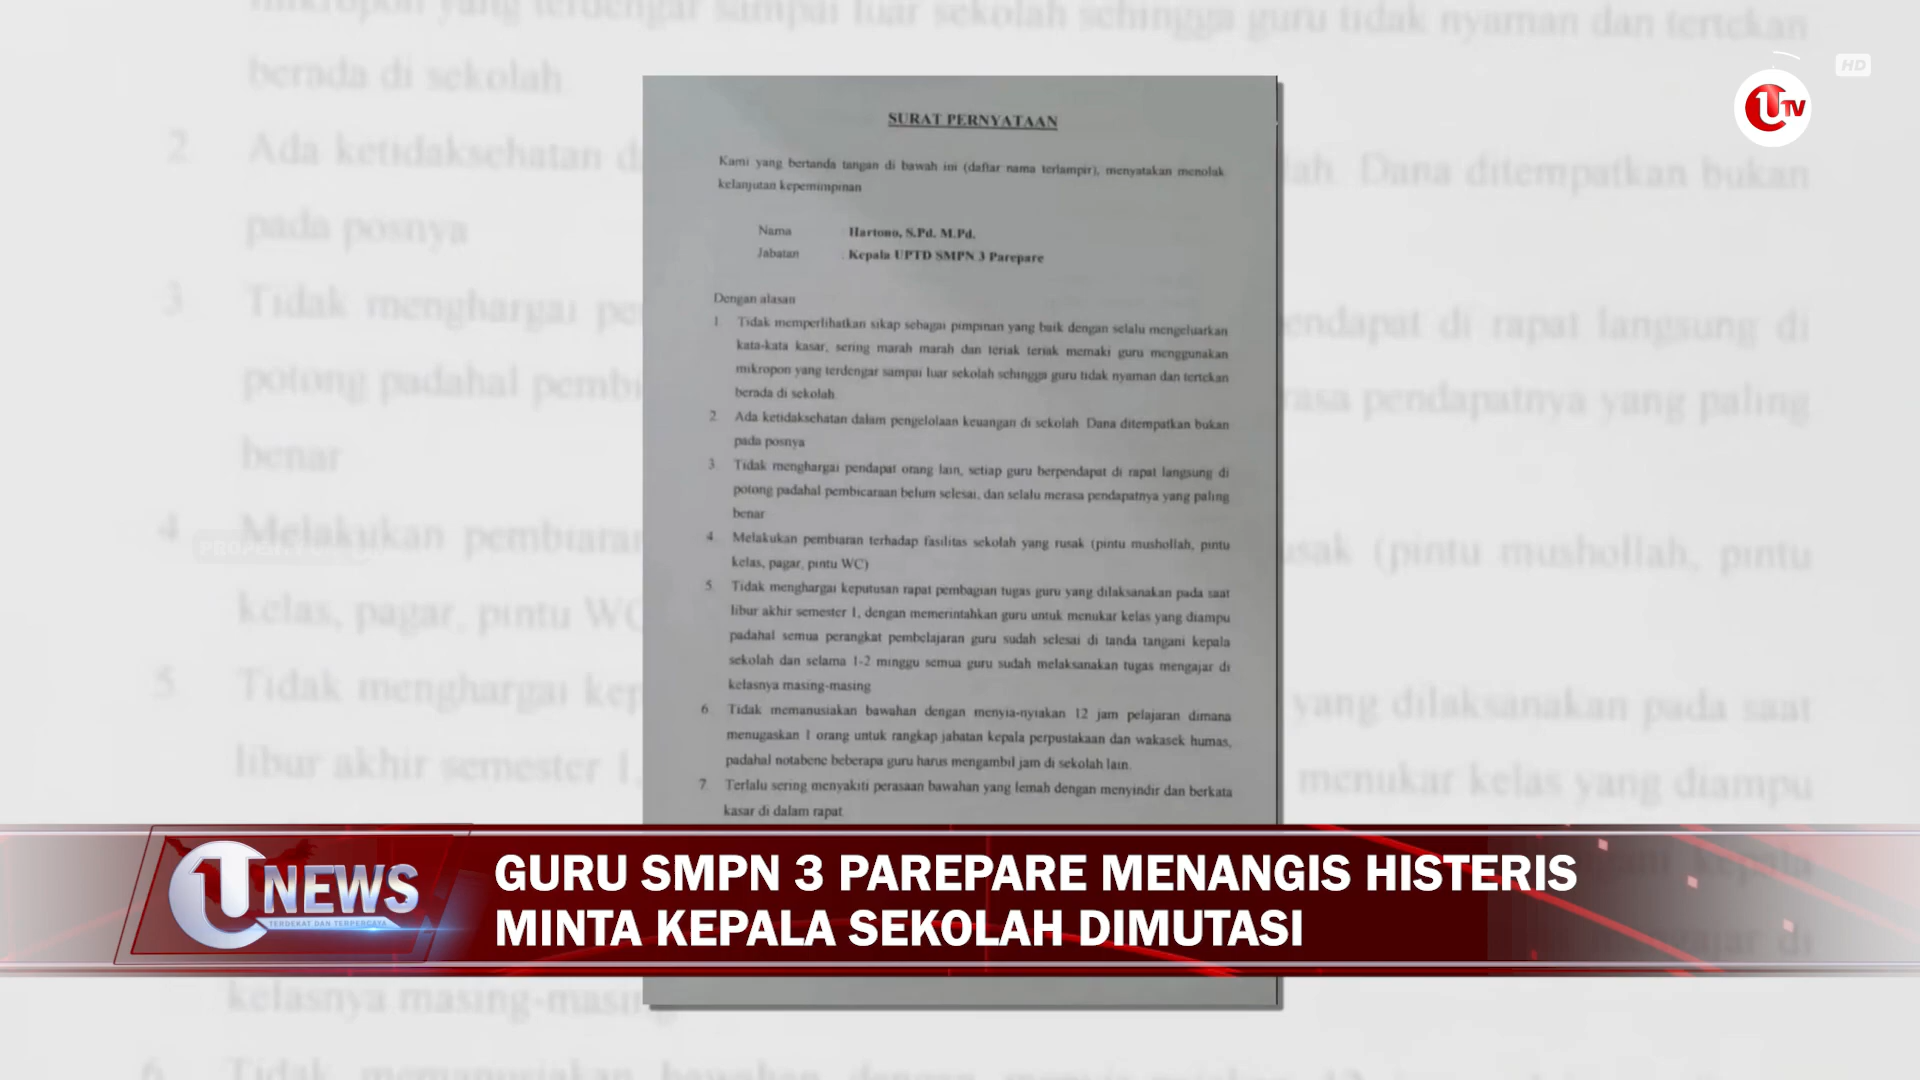 HD
U TV
SURAT PERNYATAAN
Kami yang bertanda tangan di bawah ini (daftar nama terlampir), menyatakan menolak
kelanjutan kepemimpinan
Nama : Hartono, S.Pd. M.Pd.
Jabatan : Kepala UPTD SMPN 3 Parepare
Dengan alasan
1. Tidak memperlihatkan sikap sebagai pimpinan yang baik dengan selalu mengeluarkan
kata-kata kasar, sering marah marah dan teriak teriak memaki guru menggunakan
mikropon yang terdengar sampai luar sekolah sehingga guru tidak nyaman dan tertekan
berada di sekolah.
2. Ada ketidaksehatan dalam pengelolaan keuangan di sekolah. Dana ditempatkan bukan
pada posnya
3. Tidak menghargai pendapat orang lain, setiap guru berpendapat di rapat langsung di
potong padahal pembicaraan belum selesai, dan selalu merasa pendapatnya yang paling
benar
4. Melakukan pembiaran terhadap fasilitas sekolah yang rusak (pintu mushollah, pintu
kelas, pagar, pintu WC)
5. Tidak menghargai keputusan rapat pembagian tugas guru yang dilaksanakan pada saat
libur akhir semester 1, dengan memerintahkan guru untuk menukar kelas yang diampu
padahal semua perangkat pembelajaran guru sudah selesai di tanda tangani kepala
sekolah dan selama 1-2 minggu semua guru sudah melaksanakan tugas mengajar di
kelasnya masing-masing
6. Tidak memanusiakan bawahan dengan menyia-nyiakan 12 jam pelajaran dimana
menugaskan 1 orang untuk rangkap jabatan kepala perpustakaan dan wakasek humas,
padahal notabene beberapa guru harus mengambil jam di sekolah lain.
7. Terlalu sering menyakiti perasaan bawahan yang lemah dengan menyindir dan berkata
kasar di dalam rapat
U NEWS
TERDEKAT DAN TERPERCAYA
GURU SMPN 3 PAREPARE MENANGIS HISTERIS
MINTA KEPALA SEKOLAH DIMUTASI